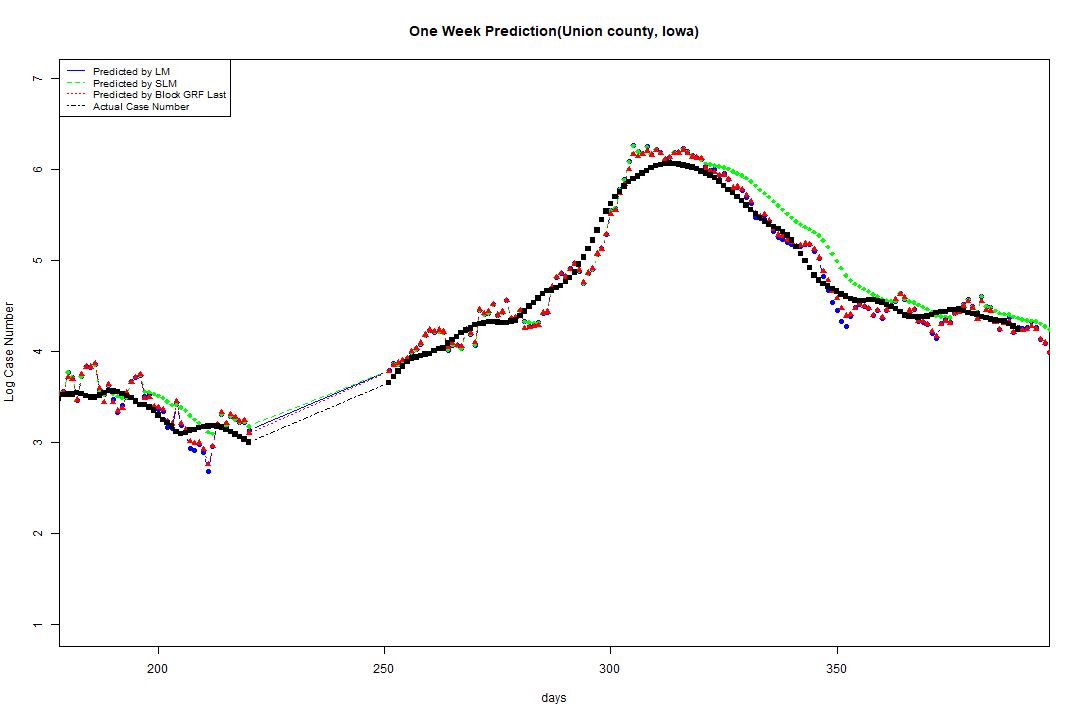 One Week Prediction(Union county, Iowa)
Predicted by LM
Predicted by SLM
Predicted by Block GRF Last
Actual Case Number
7
6
5
4
3
2
1
Log Case Number
200 250 300 350
days